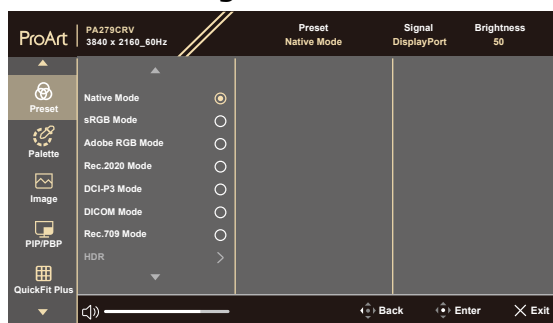 ProArt
PA279CRV
3840 x 2160_60Hz
Preset
Native Mode
Signal
DisplayPort
Brightness
50
Preset
Palette
Image
PIP/PBP
QuickFit Plus
Native Mode
sRGB Mode
Adobe RGB Mode
Rec.2020 Mode
DCI-P3 Mode
DICOM Mode
Rec.709 Mode
HDR
Back
Enter
Exit